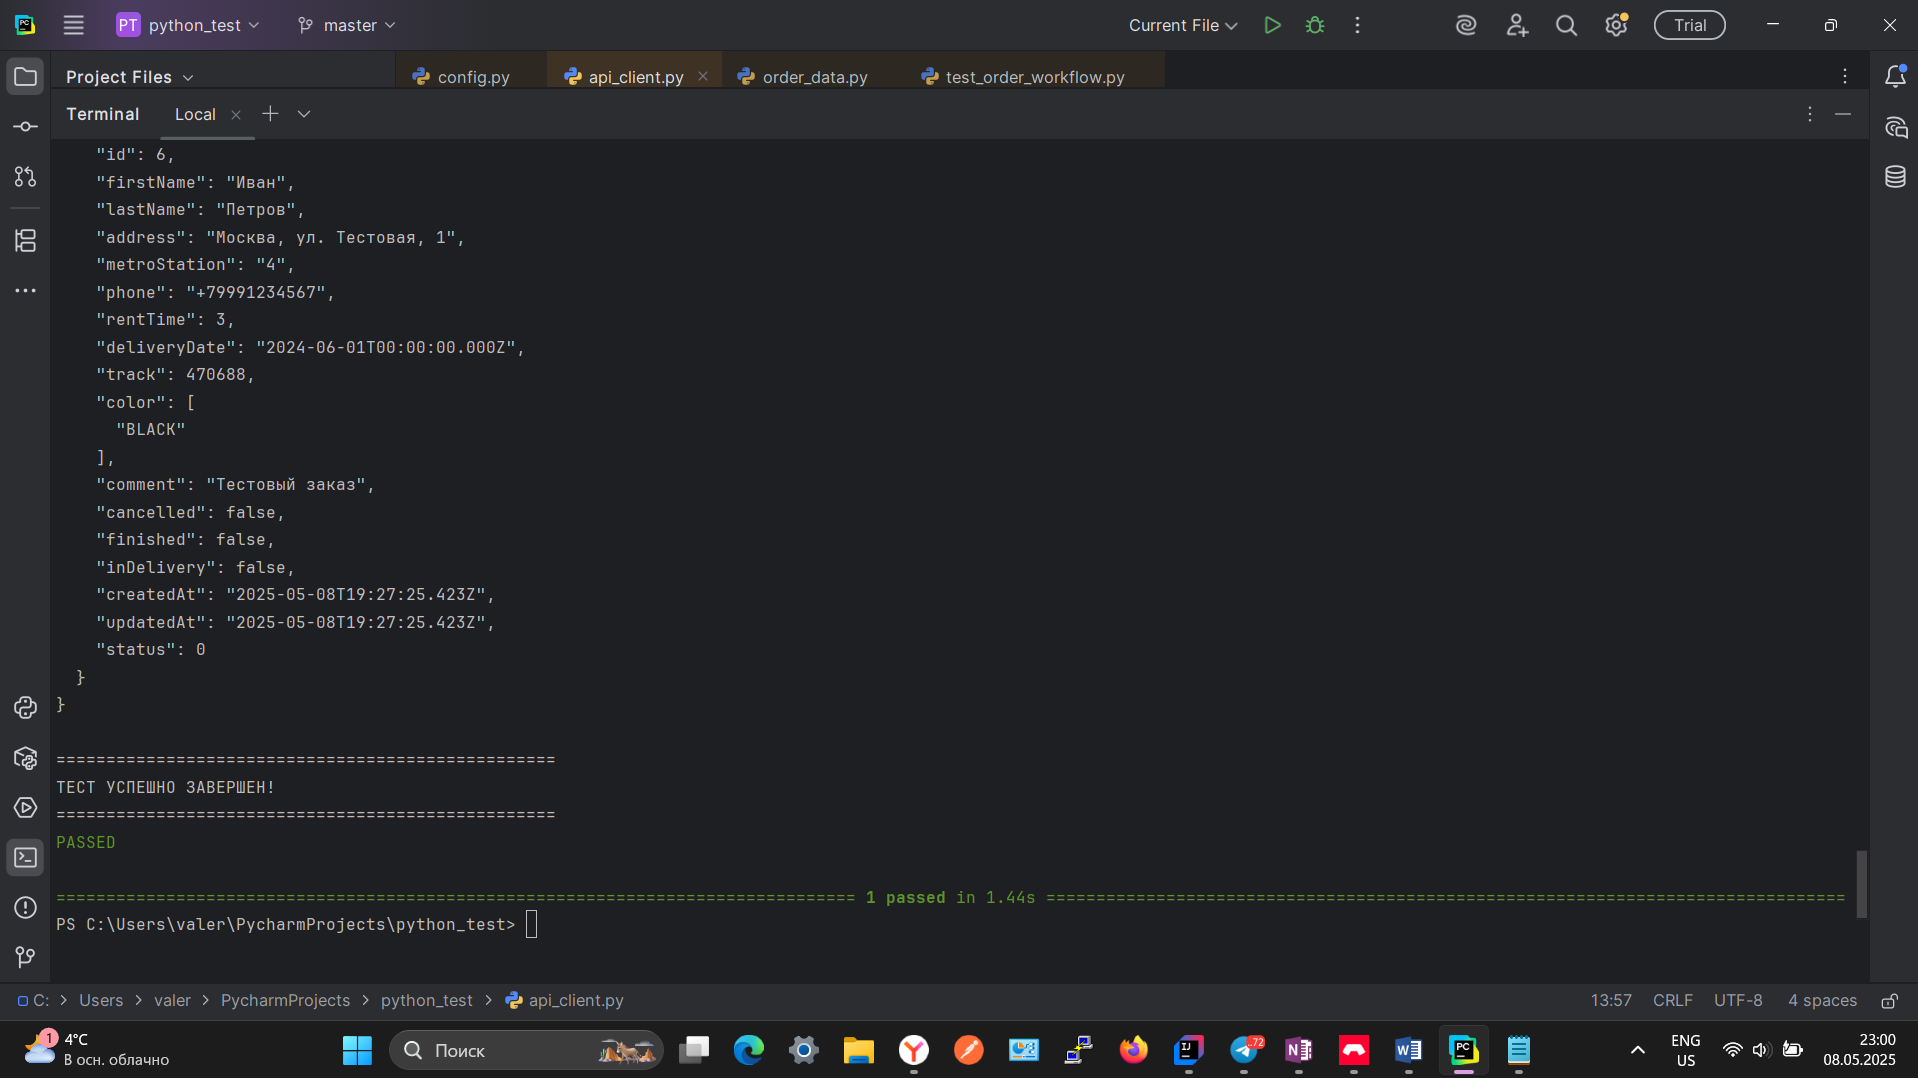 PT python_test master Current File Trial
Project Files config.py api_client.py order_data.py test_order_workflow.py
Terminal Local
"id": 6,
"firstName": "Иван",
"lastName": "Петров",
"address": "Москва, ул. Тестовая, 1",
"metroStation": "4",
"phone": "+79991234567",
"rentTime": 3,
"deliveryDate": "2024-06-01T00:00:00.000Z",
"track": 470688,
"color": [
"BLACK"
],
"comment": "Тестовый заказ",
"cancelled": false,
"finished": false,
"inDelivery": false,
"createdAt": "2025-05-08T19:27:25.423Z",
"updatedAt": "2025-05-08T19:27:25.423Z",
"status": 0
}
}
==================================================
ТЕСТ УСПЕШНО ЗАВЕРШЕН!
==================================================
PASSED
================================================================================ 1 passed in 1.44s ================================================================================
PS C:\Users\valer\PycharmProjects\python_test>
C: > Users > valer > PycharmProjects > python_test > api_client.py 13:57 CRLF UTF-8 4 spaces
1 4°C Поиск ..72 ENG 23:00
В осн. облачно US 08.05.2025